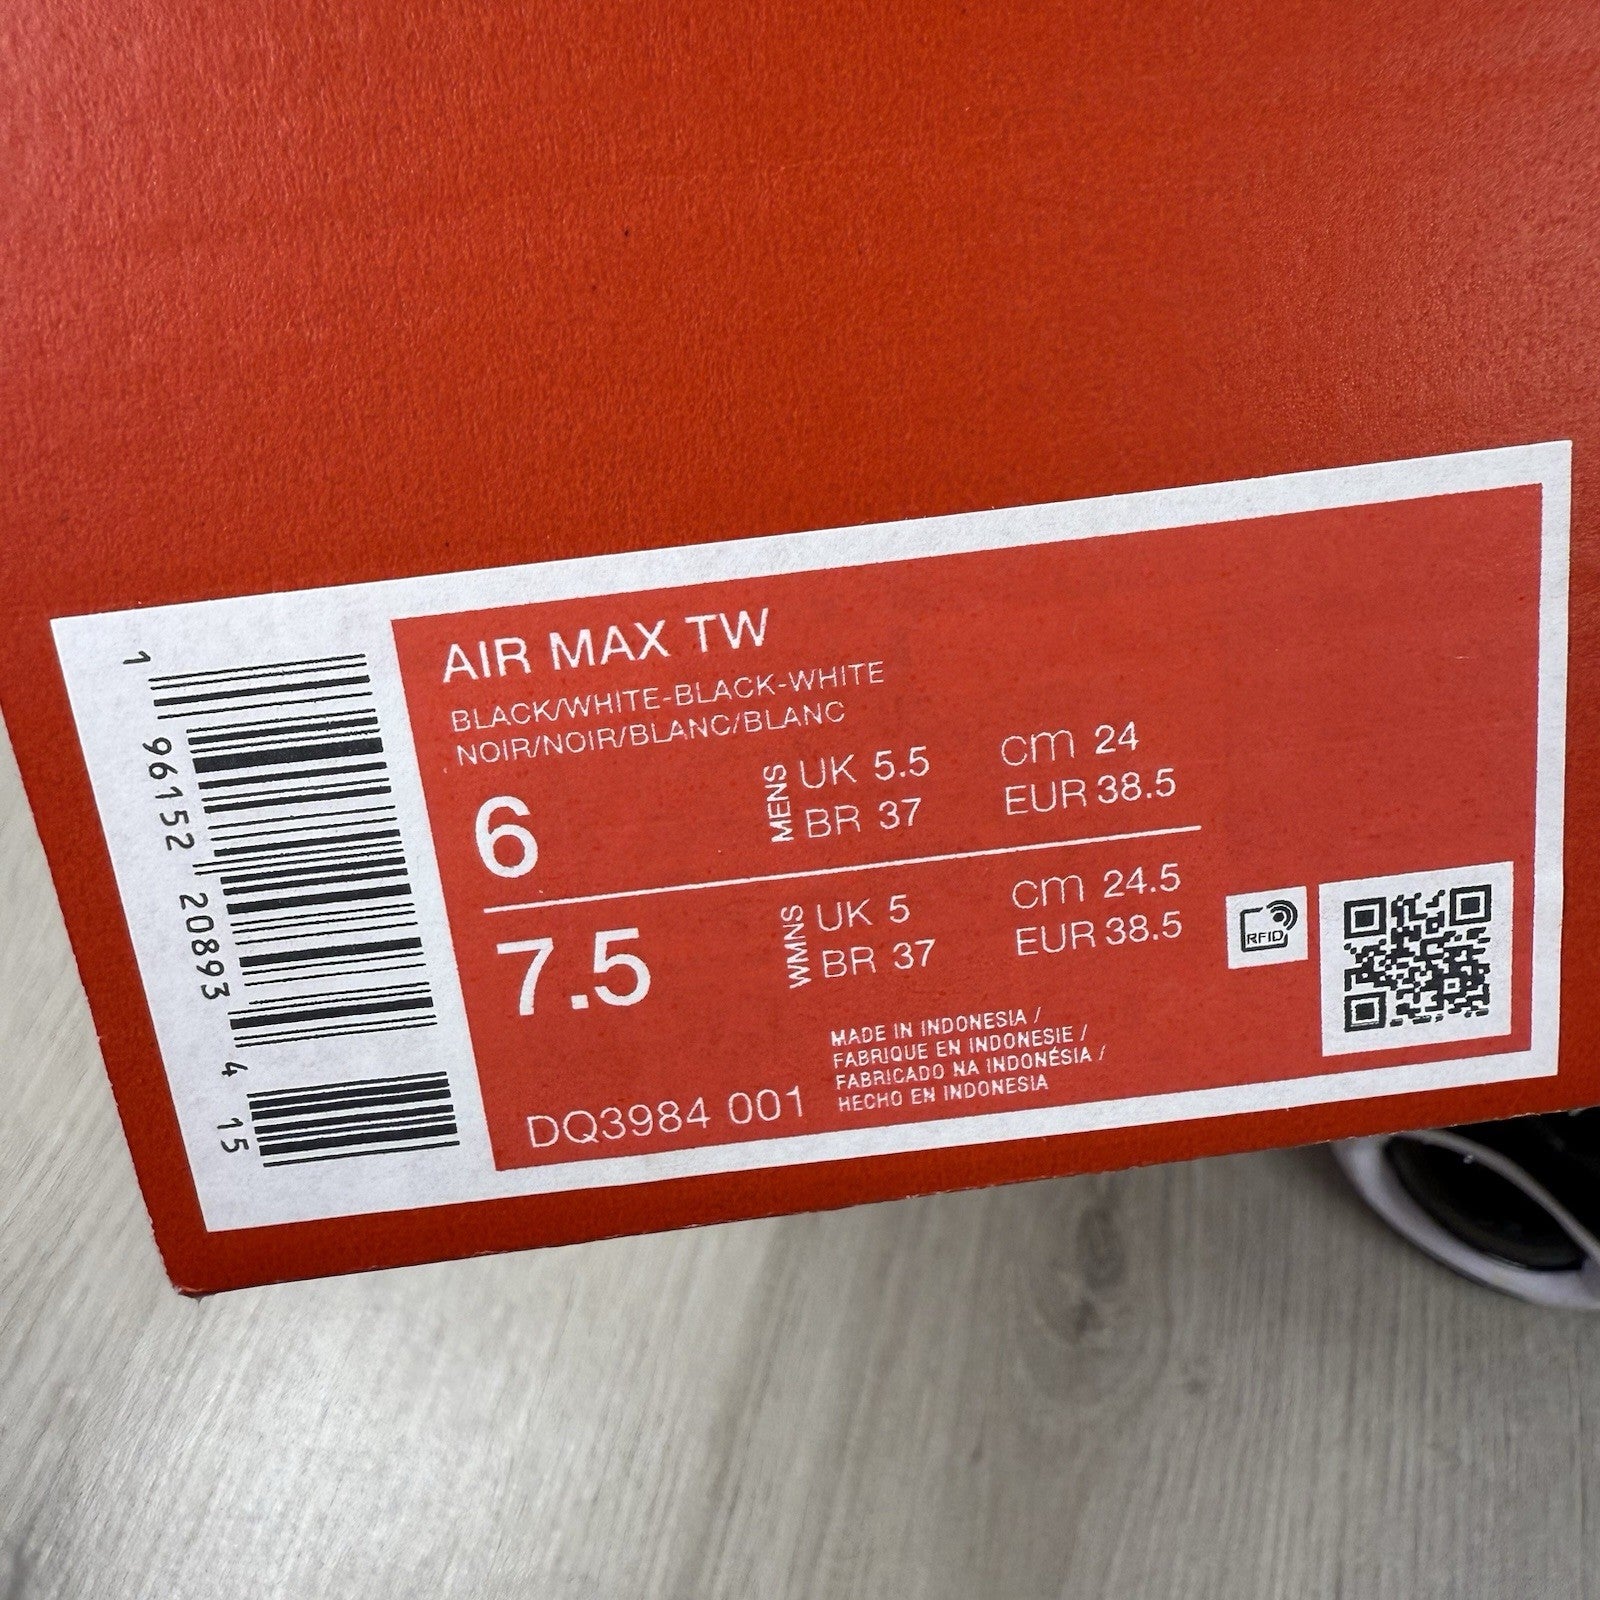 AIR MAX TW
BLACK/WHITE-BLACK-WHITE
NOIR/NOIR/BLANC/BLANC
6
MENS
UK 5.5
cm 24
BR 37
EUR 38.5
7.5
WMNS
UK 5
cm 24.5
BR 37
EUR 38.5
RFID
MADE IN INDONESIA /
FABRIQUE EN INDONESIE /
FABRICADO NA INDONÉSIA /
HECHO EN INDONESIA
DQ3984 001
1 96152 20893 4 15